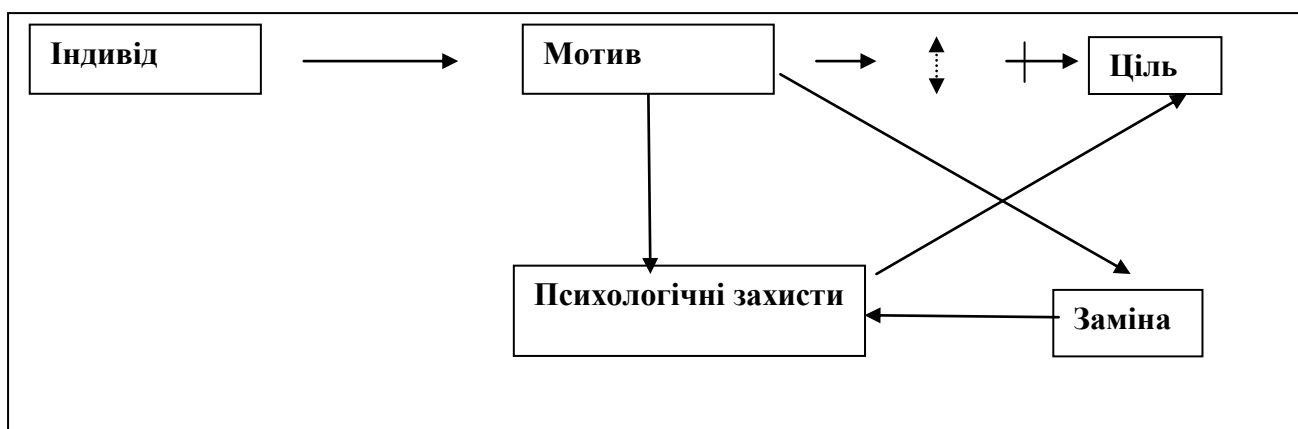 Індивід
Мотив
Ціль
Психологічні захисти
Заміна